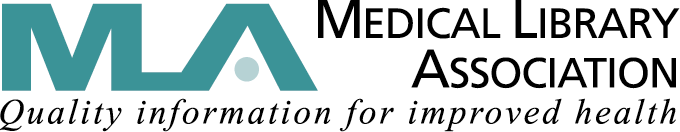 MLA
MEDICAL LIBRARY
ASSOCIATION
Quality information for improved health